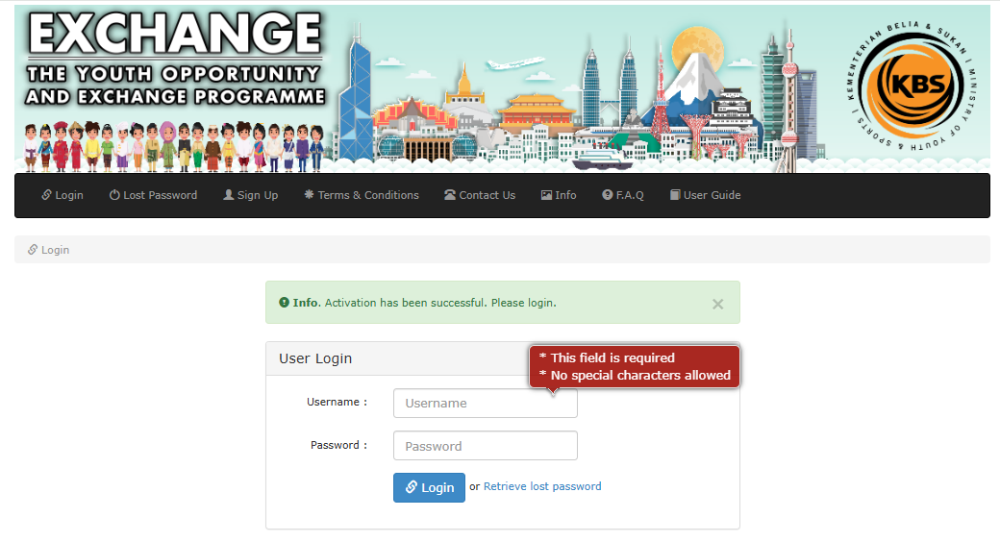 EXCHANGE
THE YOUTH OPPORTUNITY
AND EXCHANGE PROGRAMME
KEMENTERIAN BELIA & SUKAN | MINISTRY OF YOUTH & SPORTS |
KBS
Login
Lost Password
Sign Up
Terms & Conditions
Contact Us
Info
F.A.Q
User Guide
Login
Info. Activation has been successful. Please login.
×
User Login
* This field is required
* No special characters allowed
Username :
Username
Password :
Password
Login or Retrieve lost password